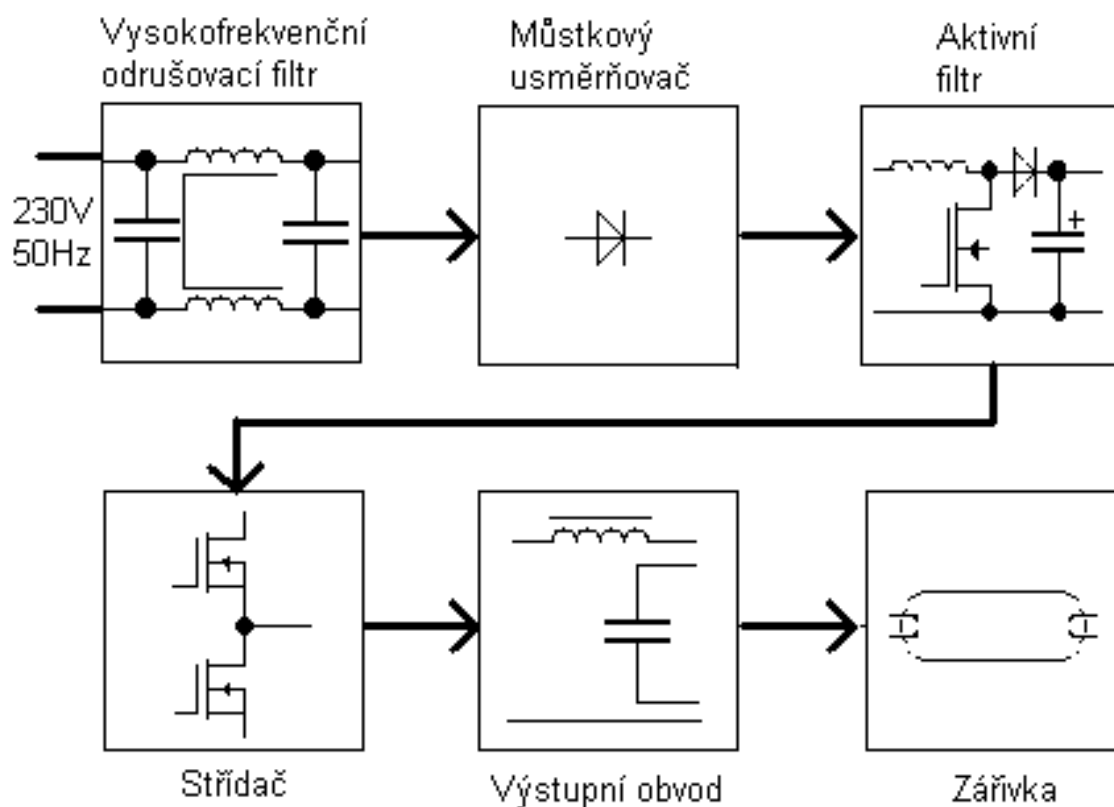 Vysokofrekvenční
odrušovací filtr
Můstkový
usměrňovač
Aktivní
filtr
230V
50Hz
+
Střídač
Výstupní obvod
Zářivka